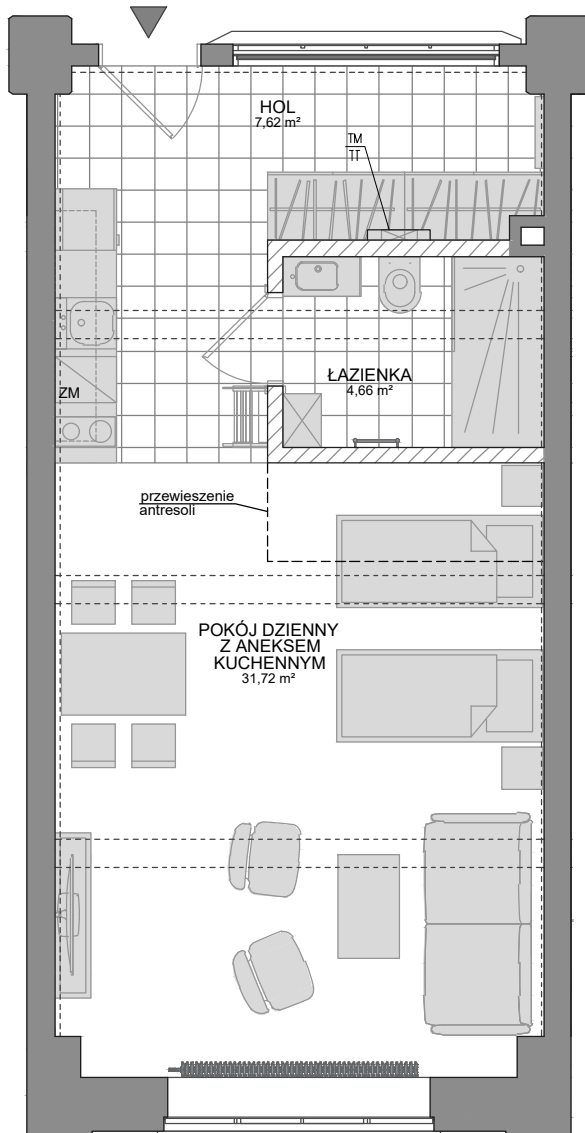 HOL
7,62 m²
TM
TT
ŁAZIENKA
4,66 m²
ZM
przewieszenie
antresoli
POKÓJ DZIENNY
Z ANEKSEM
KUCHENNYM
31,72 m²